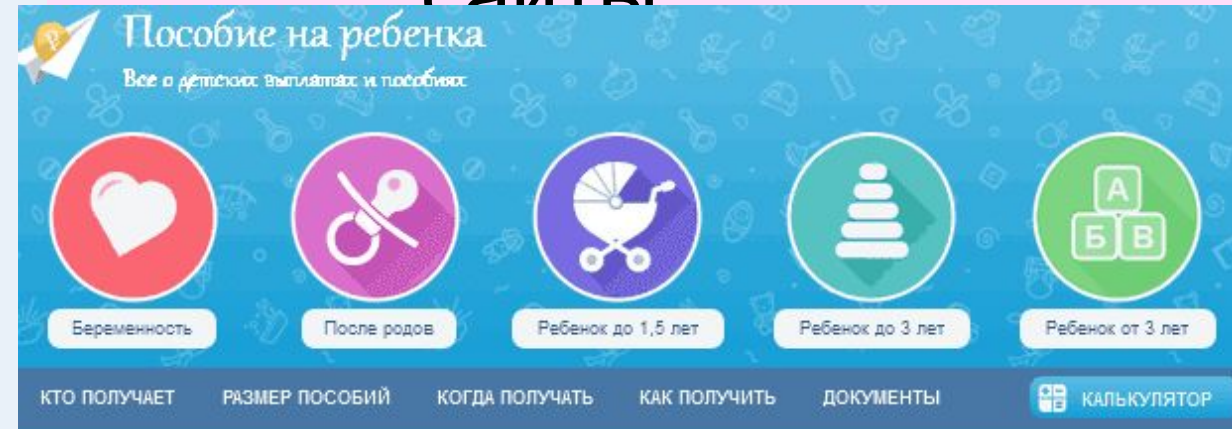 Сайты
Пособие на ребенка
Все о детских выплатах и пособиях
А
Б В
Беременность
После родов
Ребенок до 1,5 лет
Ребенок до 3 лет
Ребенок от 3 лет
КТО ПОЛУЧАЕТ
РАЗМЕР ПОСОБИЙ
КОГДА ПОЛУЧАТЬ
КАК ПОЛУЧИТЬ
ДОКУМЕНТЫ
КАЛЬКУЛЯТОР